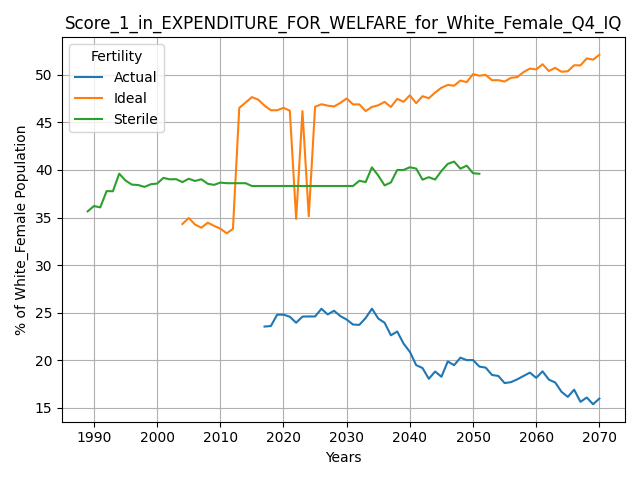 Score_1_in_EXPENDITURE_FOR_WELFARE_for_White_Female_Q4_IQ
Fertility
Actual
Ideal
Sterile
% of White_Female Population
50
45
40
35
30
25
20
15
1990
2000
2010
2020
2030
2040
2050
2060
2070
Years